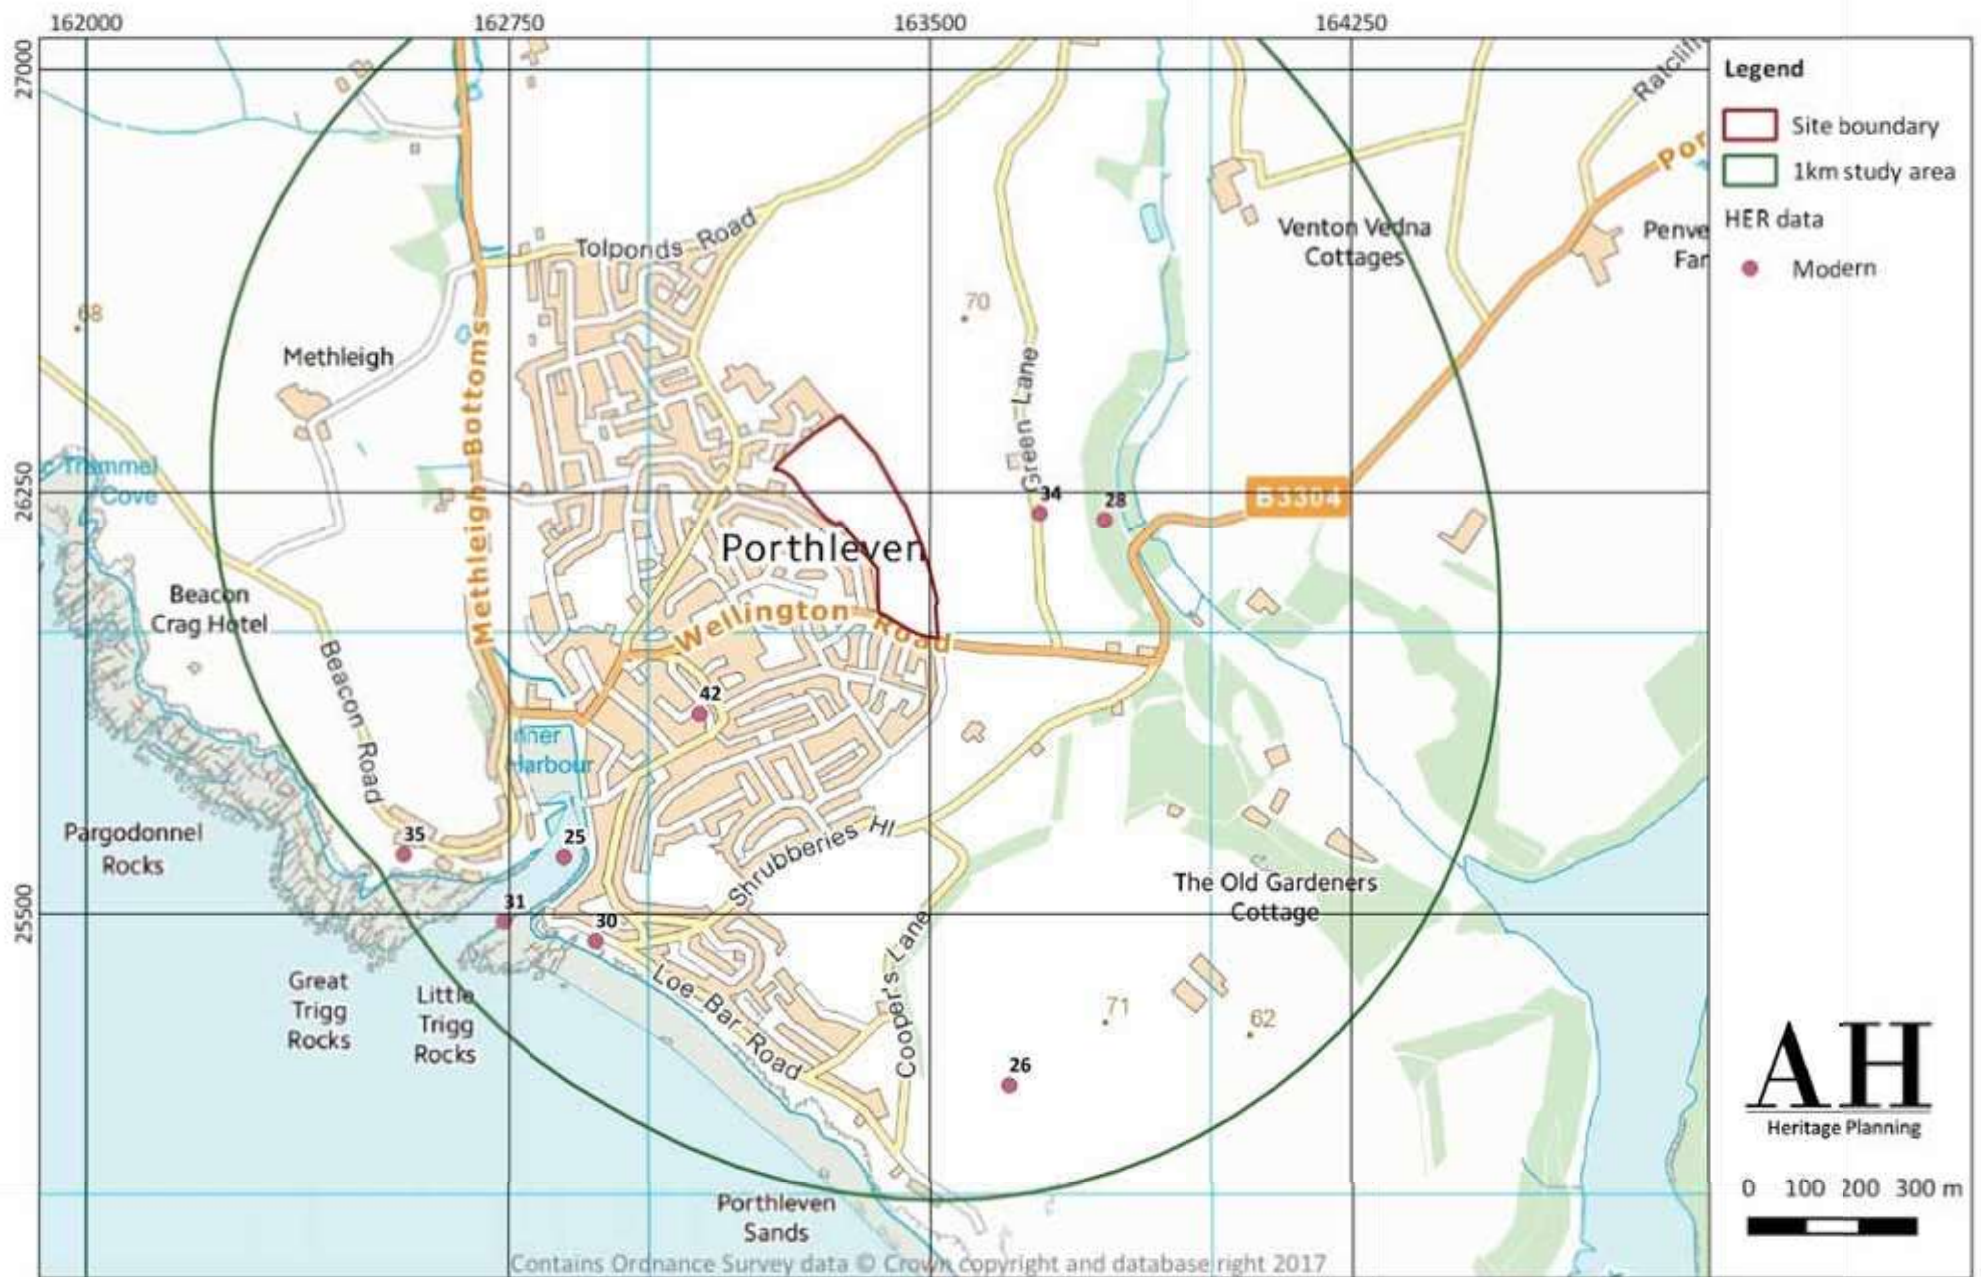 162000
162750
163500
164250
27000
26250
25500
Legend
Site boundary
1km study area
HER data
Modern
Ratcliff
Por
Tolponds Road
Venton Vedna
Cottages
Penve
Far
68
70
Methleigh
Methleigh Bottoms
Green Lane
Trammel
Cove
34
28
B3304
Porthleven
Beacon
Crag Hotel
Wellington Road
Beacon Road
42
nner
Harbour
Pargodonnel
Rocks
35
25
Shrubberies Hl
The Old Gardeners
Cottage
31
30
Great
Trigg
Rocks
Little
Trigg
Rocks
Loe Bar Road
Cooper's Lane
71
62
26
Porthleven
Sands
AH
Heritage Planning
0 100 200 300 m
Contains Ordnance Survey data © Crown copyright and database right 2017